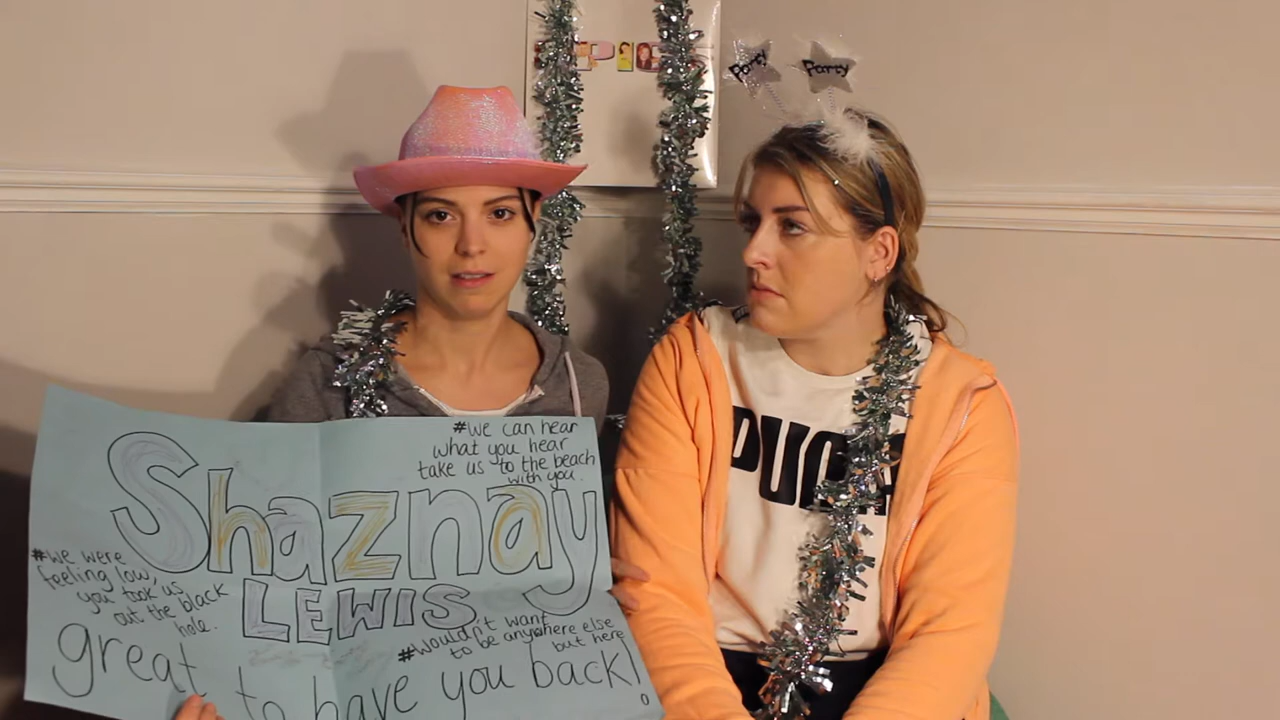 SPICE
Party
Party
PUMA
#we can hear
what you hear
take us to the beach
with you.
Shaznay
LEWIS
#we were
feeling low,
you took us
out the black
hole.
#wouldn't want
to be anywhere else
but here
great to have you back!